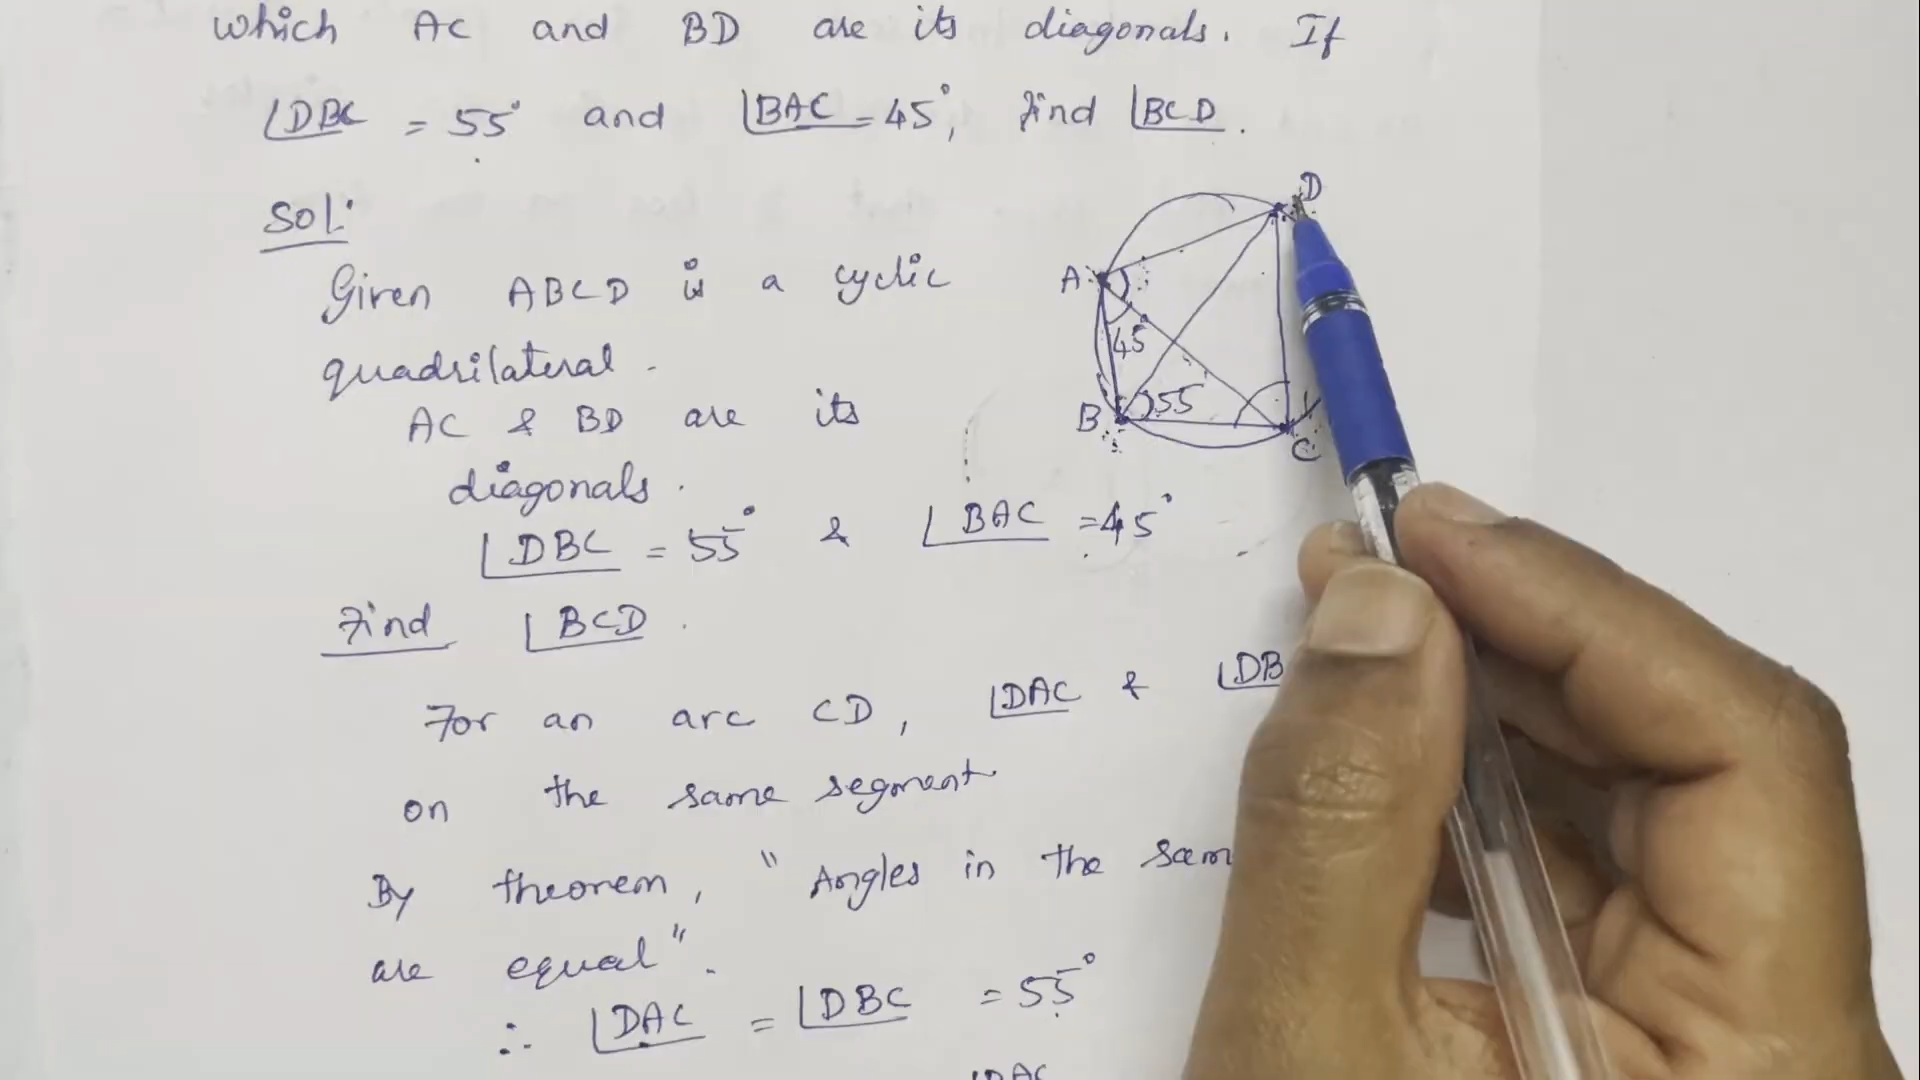 which AC and BD are its diagonals. If
∠DBC = 55° and ∠BAC = 45°, find ∠BCD.
Sol:
Given ABCD is a cyclic
quadrilateral.
AC & BD are its
diagonals.
∠DBC = 55° & ∠BAC = 45°
Find ∠BCD.
For an arc CD, ∠DAC & ∠DB
on the same segment
By theorem, "Angles in the sam
are equal".
∴ ∠DAC = ∠DBC = 55°
∠DAC
D
A
45°
B
55
C